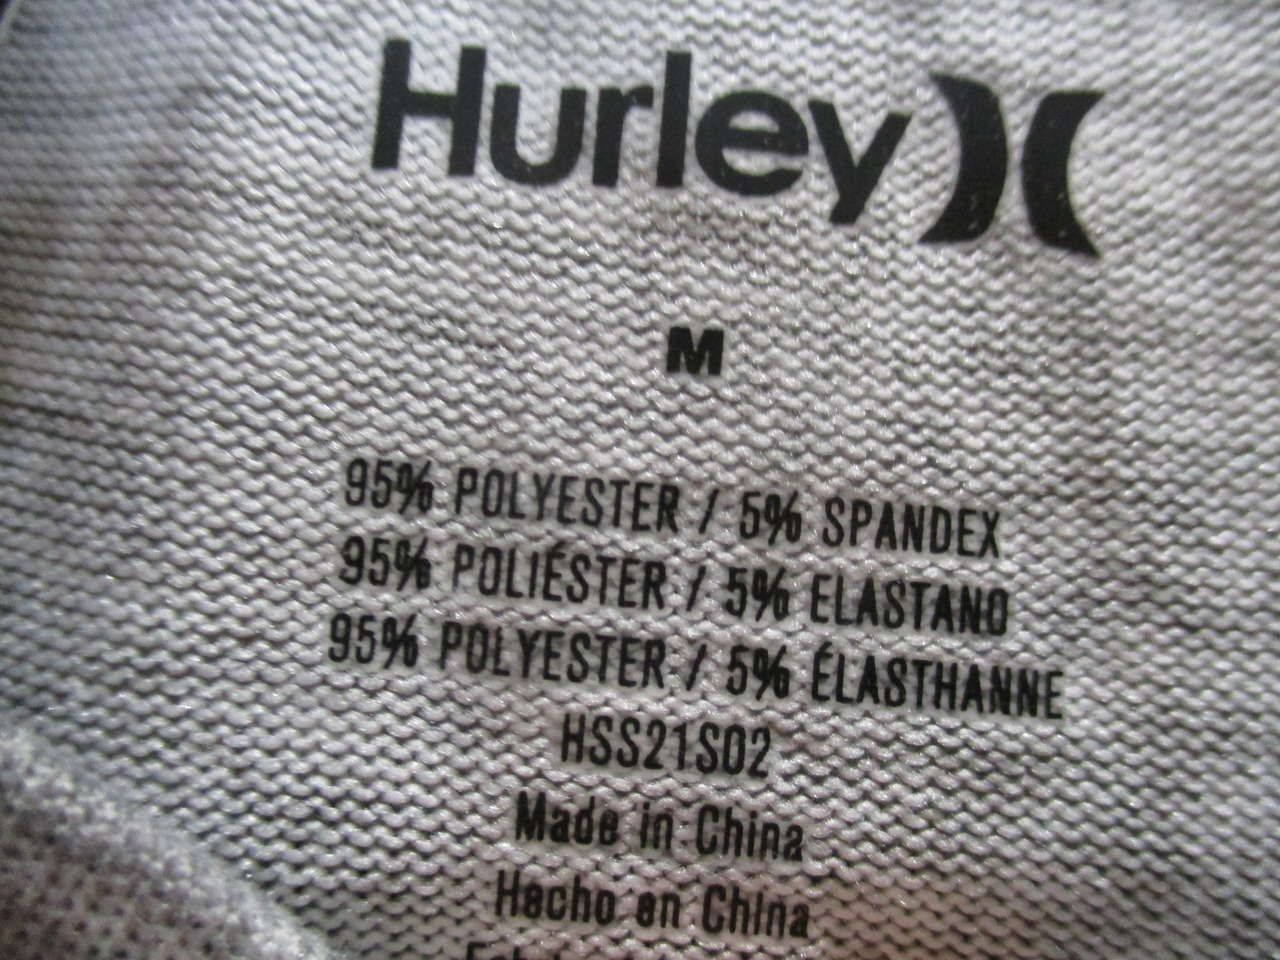 Hurley
M
95% POLYESTER / 5% SPANDEX
95% POLIÉSTER / 5% ELASTANO
95% POLYESTER / 5% ÉLASTHANNE
HSS21S02
Made in China
Hecho en China